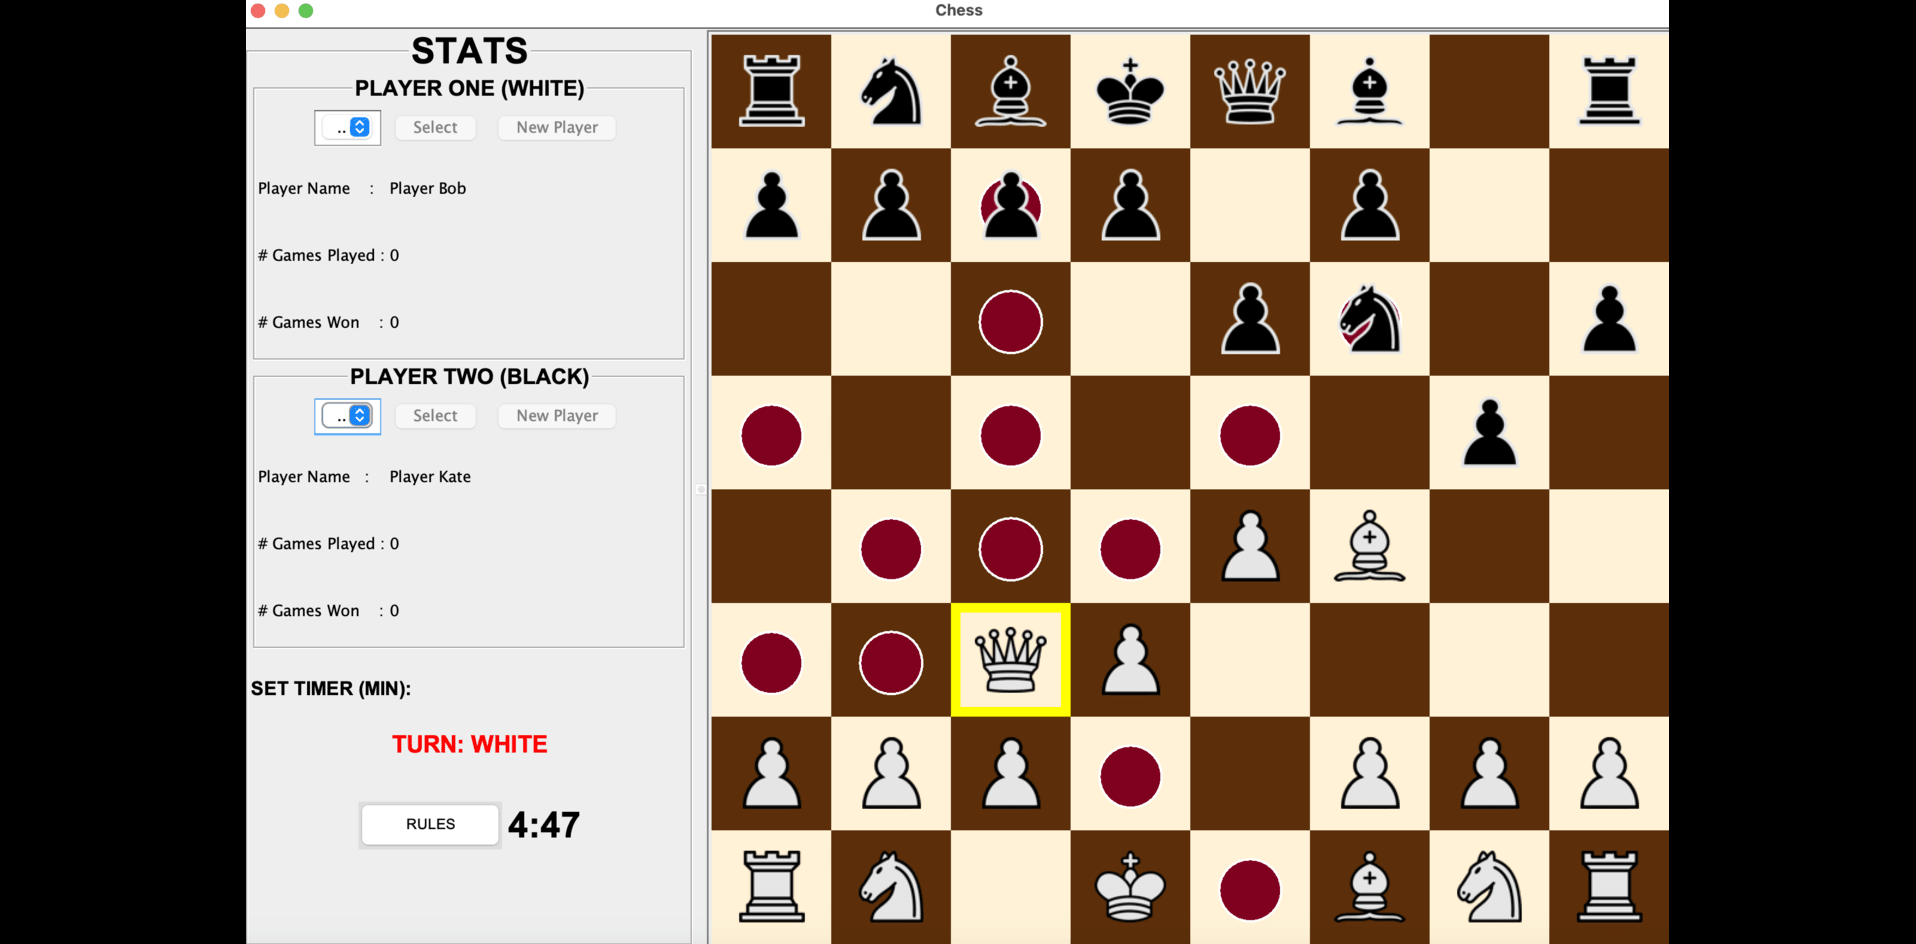 Chess
STATS
PLAYER ONE (WHITE)
.. Select New Player
Player Name : Player Bob
# Games Played : 0
# Games Won : 0
PLAYER TWO (BLACK)
.. Select New Player
Player Name : Player Kate
# Games Played : 0
# Games Won : 0
SET TIMER (MIN):
TURN: WHITE
RULES 4:47